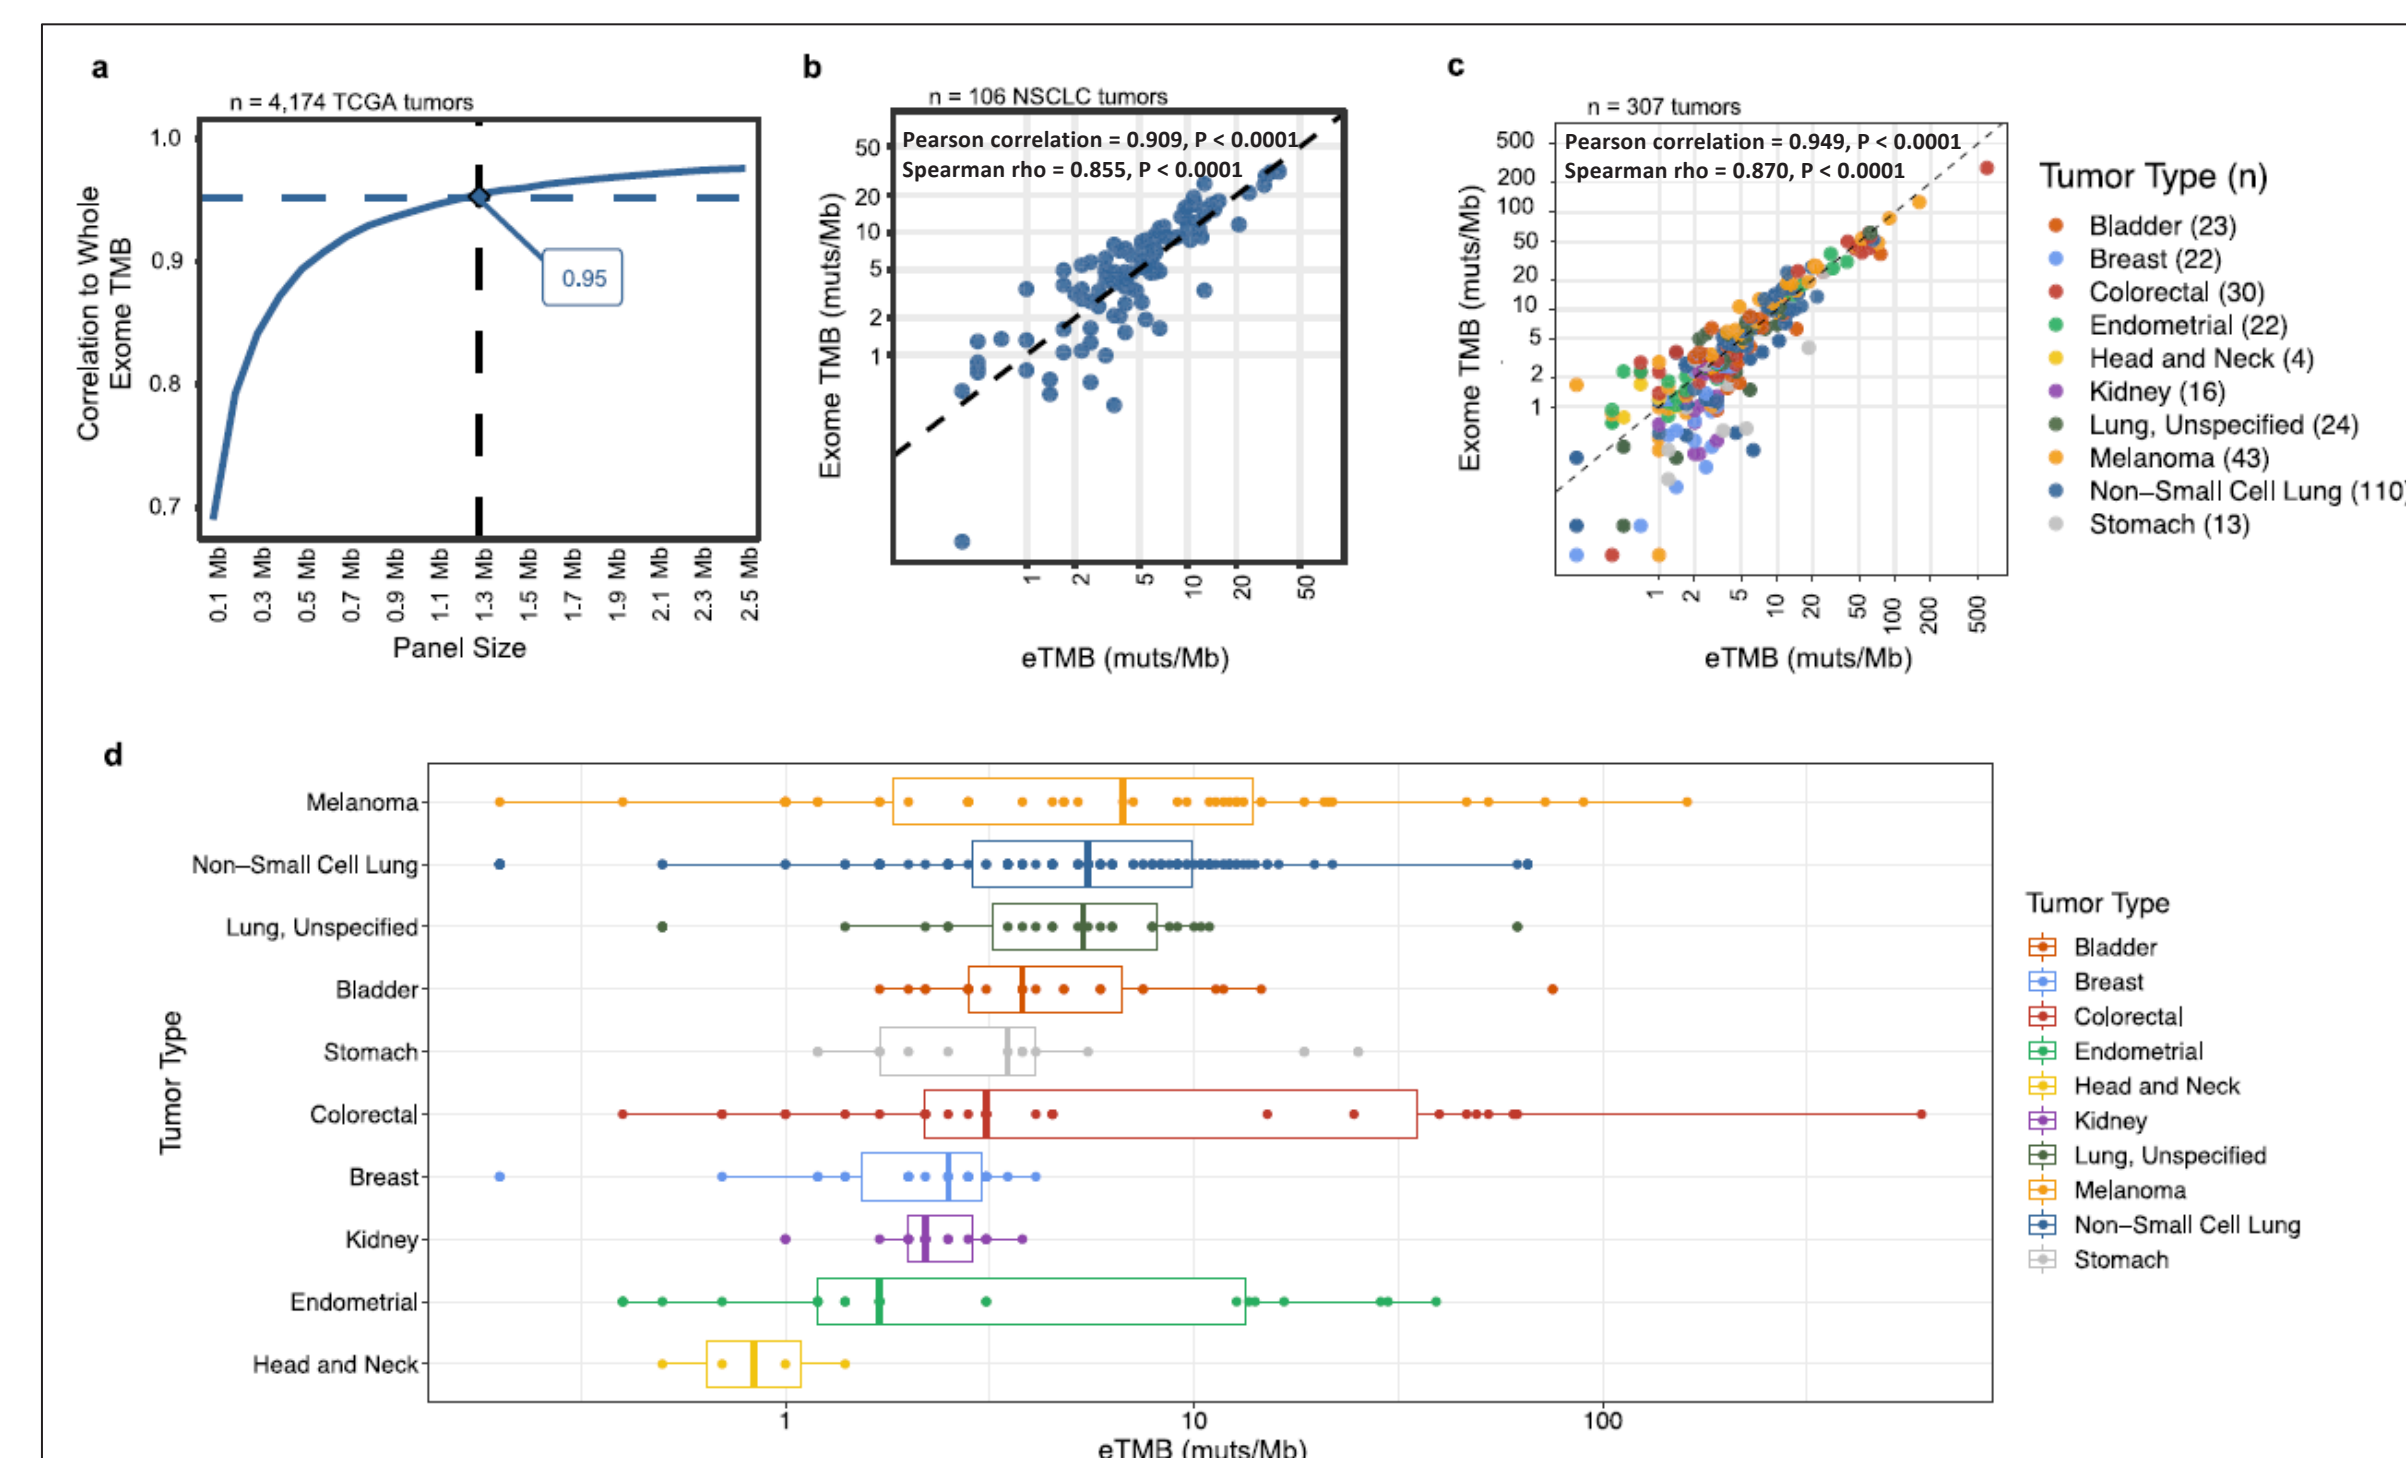 a
n = 4,174 TCGA tumors
Correlation to Whole
Exome TMB
1.0
0.9
0.8
0.7
0.95
0.1 Mb
0.3 Mb
0.5 Mb
0.7 Mb
0.9 Mb
1.1 Mb
1.3 Mb
1.5 Mb
1.7 Mb
1.9 Mb
2.1 Mb
2.3 Mb
2.5 Mb
Panel Size
b
n = 106 NSCLC tumors
Pearson correlation = 0.909, P < 0.0001
Spearman rho = 0.855, P < 0.0001
Exome TMB (muts/Mb)
50
20
10
5
2
1
1
2
5
10
20
50
eTMB (muts/Mb)
c
n = 307 tumors
Pearson correlation = 0.949, P < 0.0001
Spearman rho = 0.870, P < 0.0001
Exome TMB (muts/Mb)
500
200
100
50
20
10
5
2
1
1
2
5
10
20
50
100
200
500
eTMB (muts/Mb)
Tumor Type (n)
Bladder (23)
Breast (22)
Colorectal (30)
Endometrial (22)
Head and Neck (4)
Kidney (16)
Lung, Unspecified (24)
Melanoma (43)
Non–Small Cell Lung (110)
Stomach (13)
d
Tumor Type
Melanoma
Non–Small Cell Lung
Lung, Unspecified
Bladder
Stomach
Colorectal
Breast
Kidney
Endometrial
Head and Neck
1
10
100
eTMB (muts/Mb)
Tumor Type
Bladder
Breast
Colorectal
Endometrial
Head and Neck
Kidney
Lung, Unspecified
Melanoma
Non–Small Cell Lung
Stomach